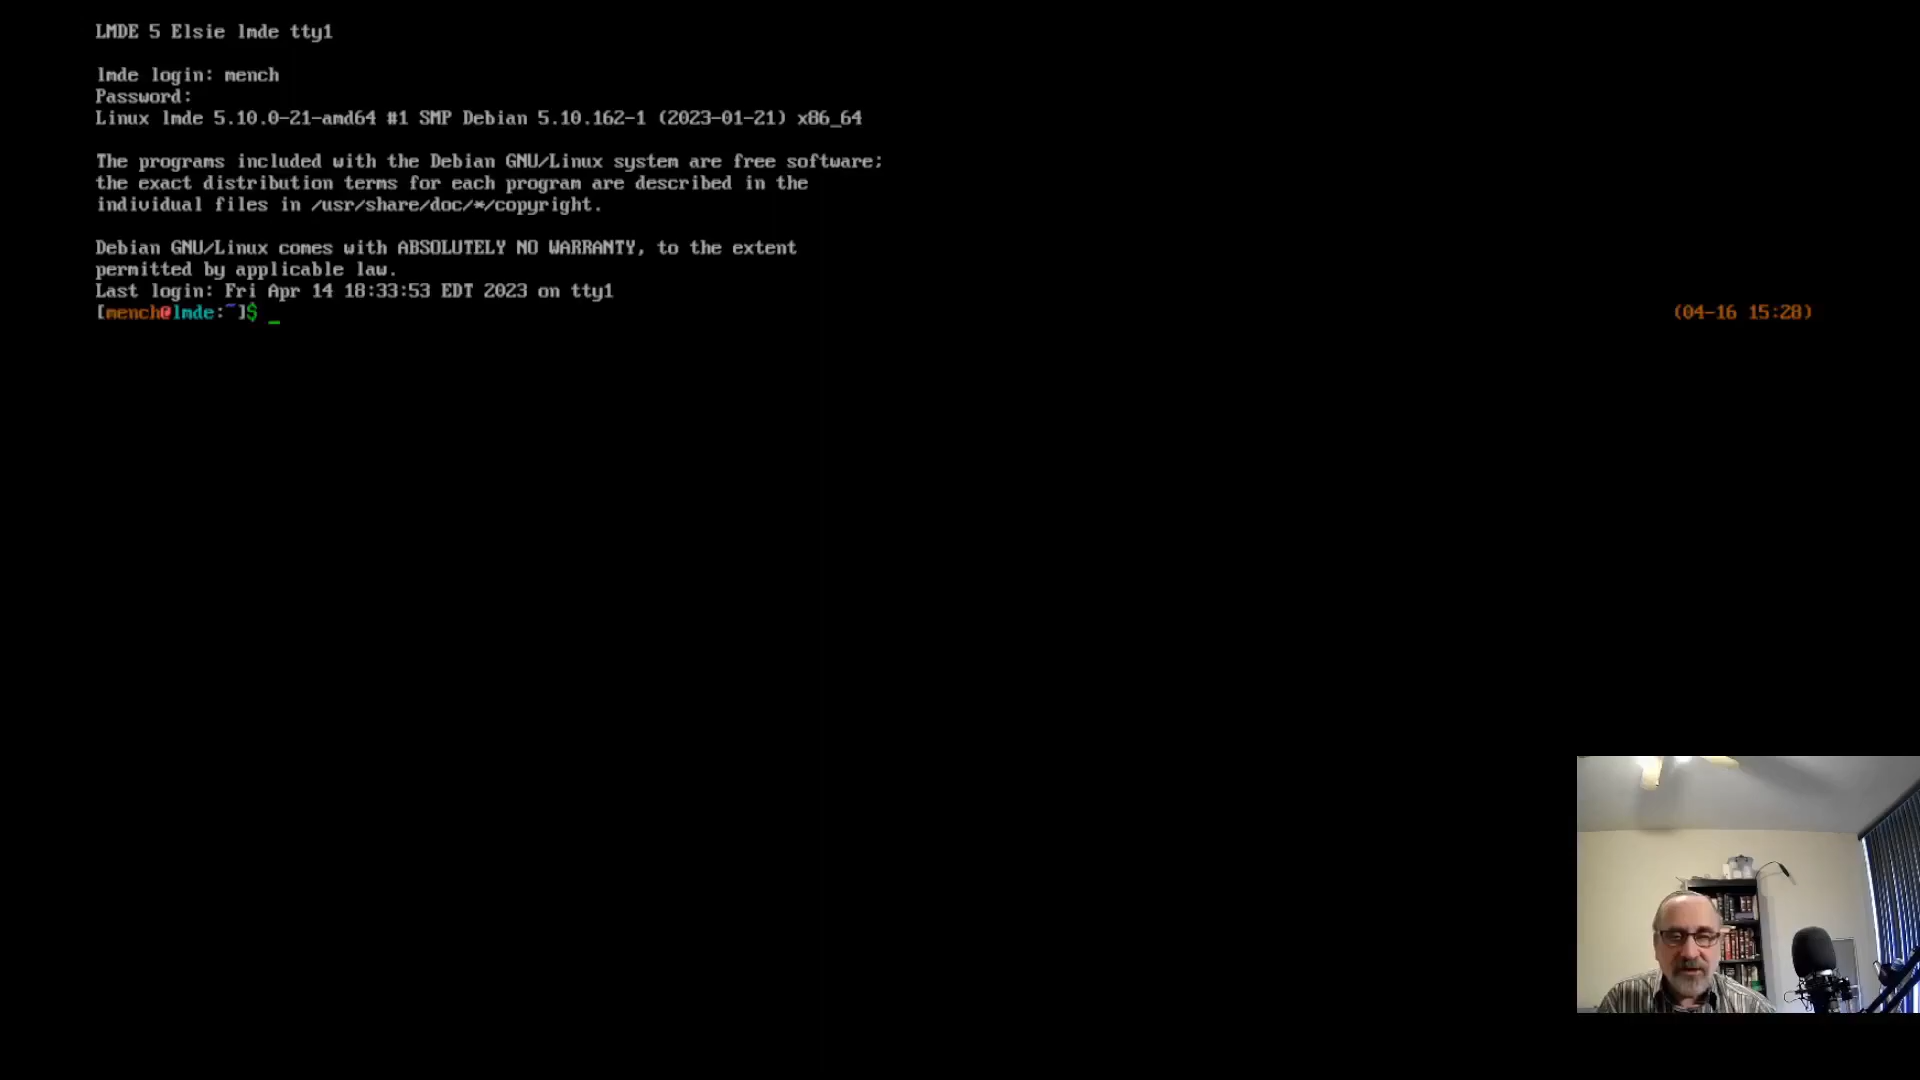 LMDE 5 Elsie lmde tty1
lmde login: mench
Password:
Linux lmde 5.10.0-21-amd64 #1 SMP Debian 5.10.162-1 (2023-01-21) x86_64
The programs included with the Debian GNU/Linux system are free software;
the exact distribution terms for each program are described in the
individual files in /usr/share/doc/*/copyright.
Debian GNU/Linux comes with ABSOLUTELY NO WARRANTY, to the extent
permitted by applicable law.
Last login: Fri Apr 14 18:33:53 EDT 2023 on tty1
[mench@lmde:~]$ _ (04-16 15:28)